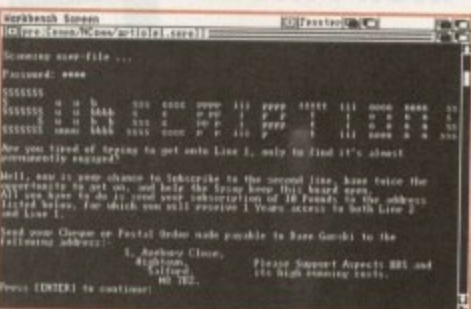 Workbench Screen
Scanning user-file ...
Password: ****
Are you tired of trying to get onto Line 1, only to find it's almost
permanently engaged?
Well, now is your chance to Subscribe to the second line, have twice the
opportunity to get on, and help the Sysop keep this board open.
All you have to do is send your subscription of 10 Pounds to the address
listed below, for which you will receive 1 Years access to both Line 2
and Line 1.
Send your Cheque or Postal Order made payable to Dave to the
following address:-
Close,
Salford,
Please Support Aspects BBS and
its high running costs.
Press [ENTER] to continue: